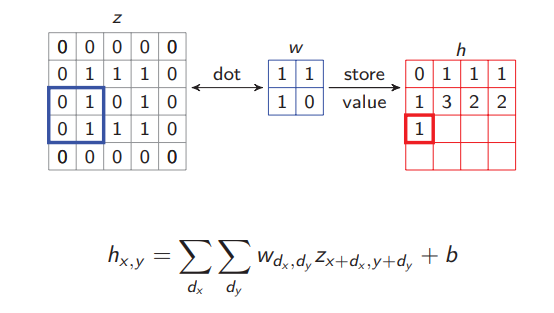 z
w
h
0 0 0 0 0
0 1 1 1 0
0 1 0 1 0
0 1 1 1 0
0 0 0 0 0
dot
1 1
1 0
store
value
0 1 1 1
1 3 2 2
1
h_{x,y} = \sum_{d_x} \sum_{d_y} w_{d_x,d_y} z_{x+d_x,y+d_y} + b